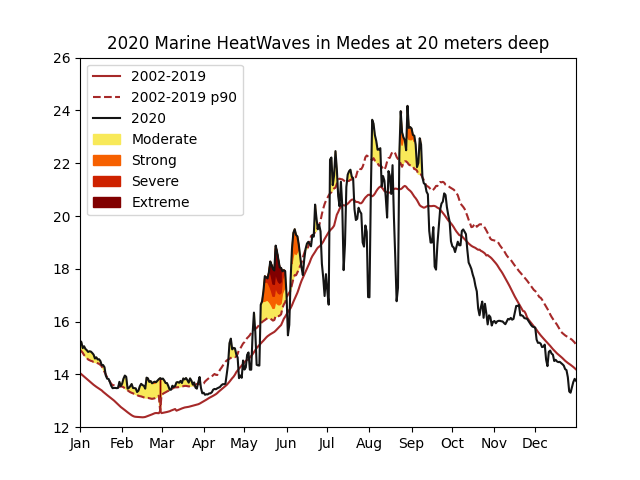 2020 Marine HeatWaves in Medes at 20 meters deep
26
24
22
20
18
16
14
12
2002-2019
2002-2019 p90
2020
Moderate
Strong
Severe
Extreme
Jan Feb Mar Apr May Jun Jul Aug Sep Oct Nov Dec